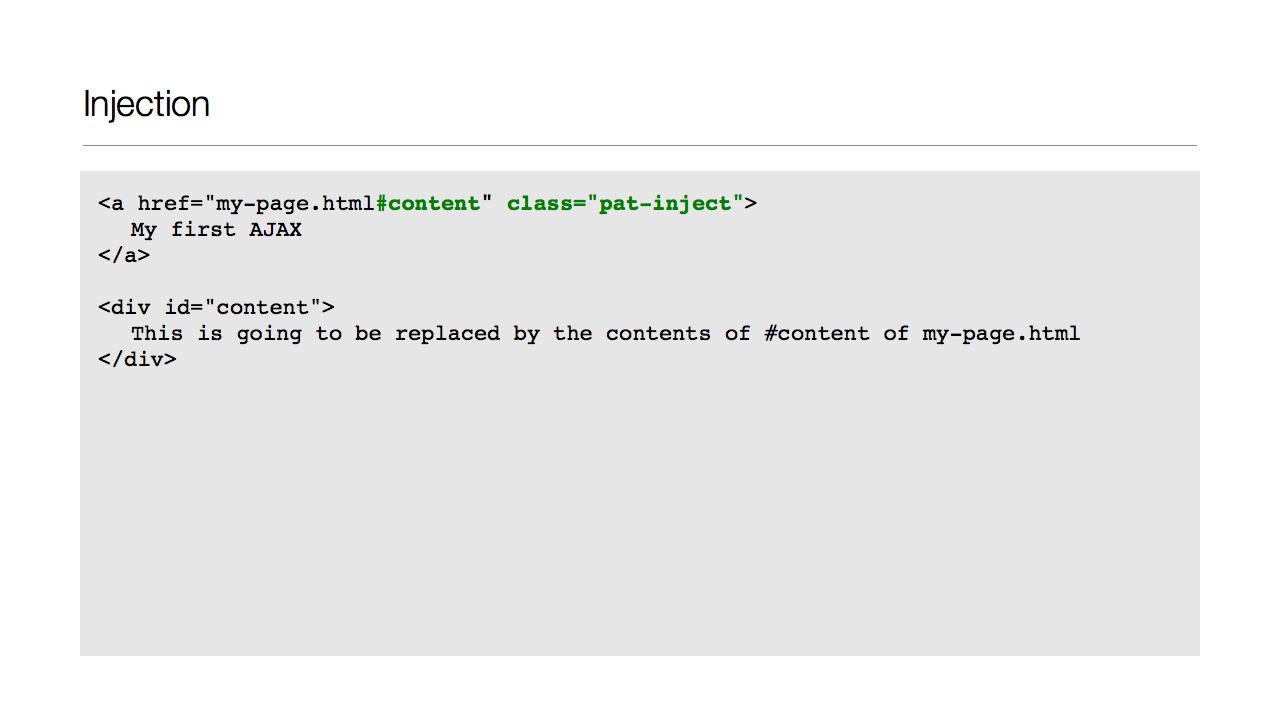 Injection
<a href="my-page.html#content" class="pat-inject">
My first AJAX
</a>
<div id="content">
This is going to be replaced by the contents of #content of my-page.html
</div>